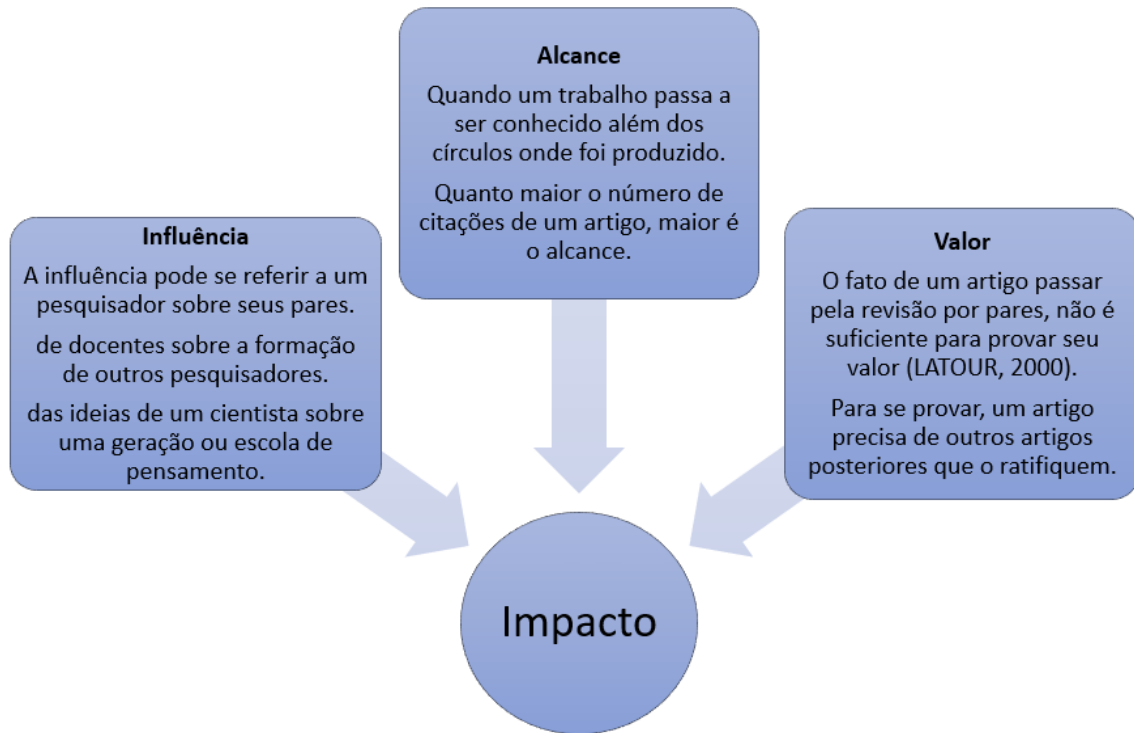 Influência
A influência pode se referir a um
pesquisador sobre seus pares.
de docentes sobre a formação
de outros pesquisadores.
das ideias de um cientista sobre
uma geração ou escola de
pensamento.
Alcance
Quando um trabalho passa a
ser conhecido além dos
círculos onde foi produzido.
Quanto maior o número de
citações de um artigo, maior é
o alcance.
Valor
O fato de um artigo passar
pela revisão por pares, não é
suficiente para provar seu
valor (LATOUR, 2000).
Para se provar, um artigo
precisa de outros artigos
posteriores que o ratifiquem.
Impacto